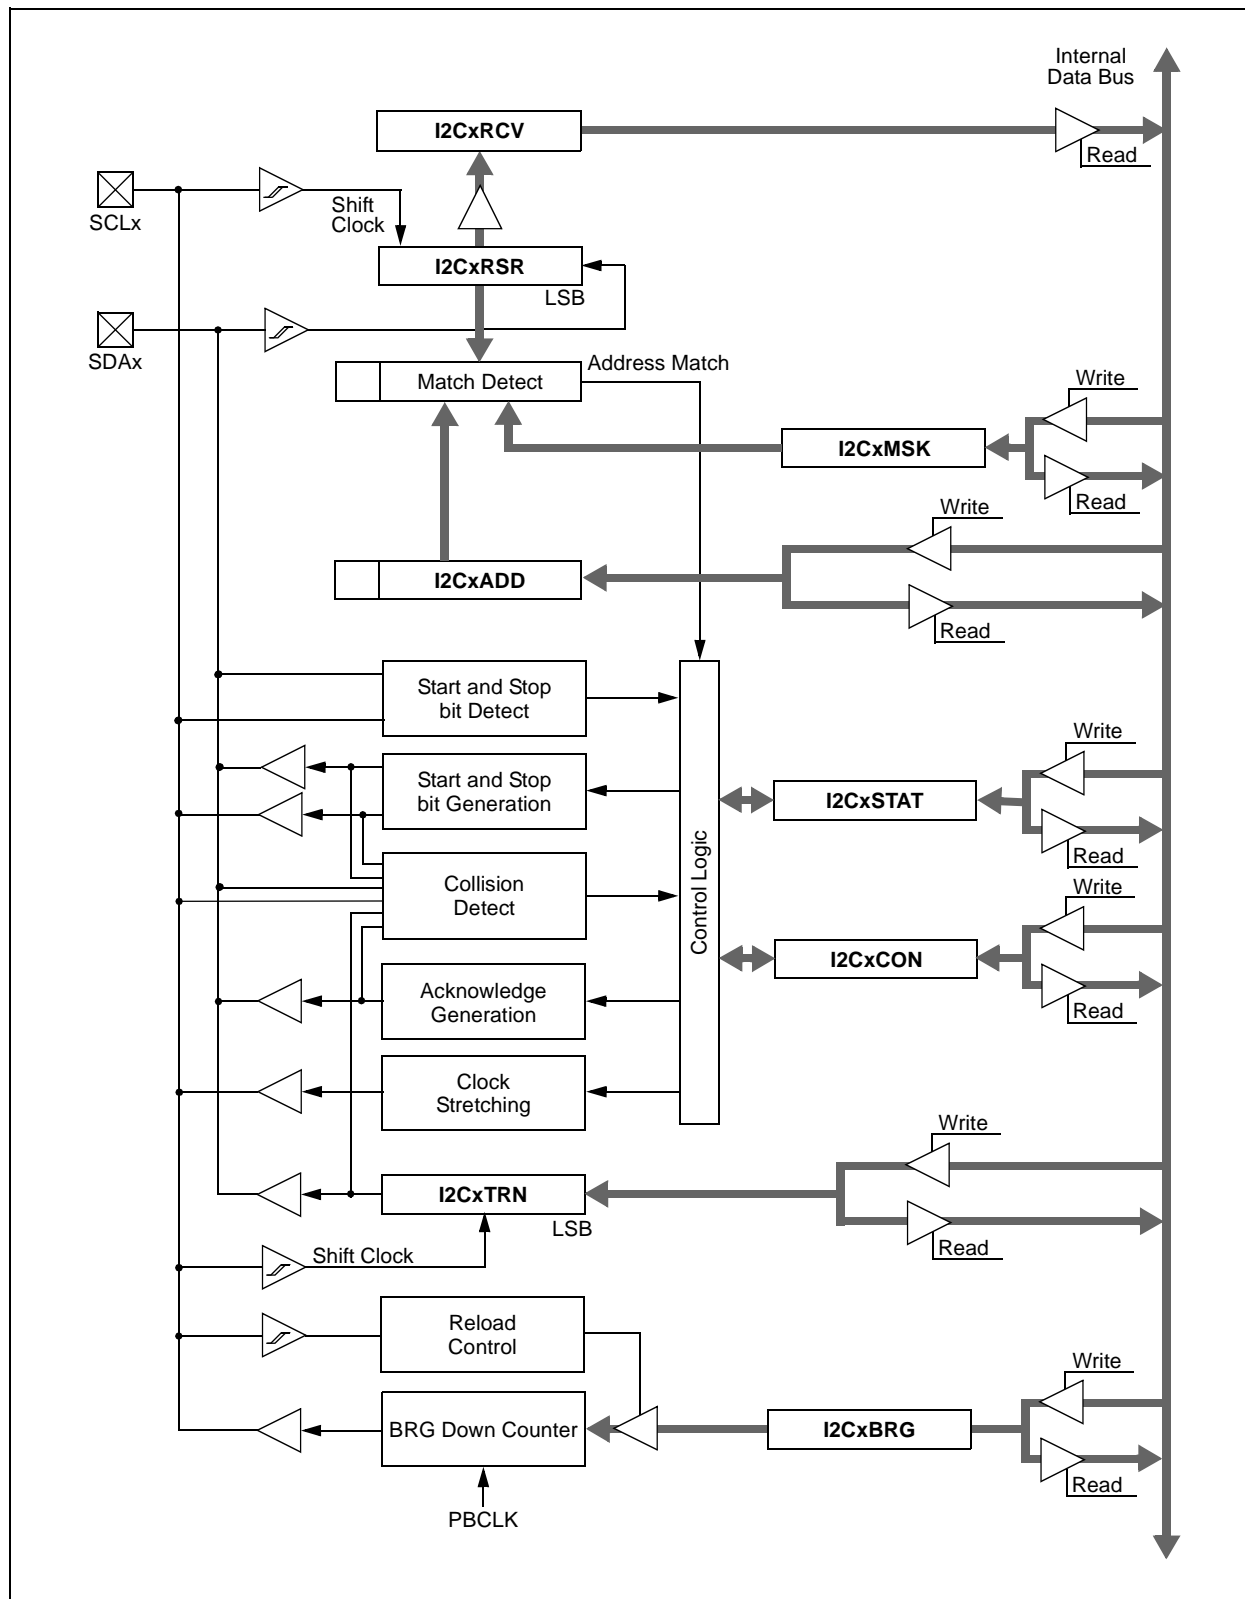 Internal
Data Bus
I2CxRCV
Read
SCLx
Shift
Clock
I2CxRSR
LSB
SDAx
Address Match
Match Detect
Write
I2CxMSK
Read
Write
I2CxADD
Read
Start and Stop
bit Detect
Write
Start and Stop
bit Generation
I2CxSTAT
Read
Collision
Detect
Control Logic
Write
I2CxCON
Acknowledge
Generation
Read
Clock
Stretching
Write
I2CxTRN
LSB
Read
Shift Clock
Reload
Control
Write
BRG Down Counter
I2CxBRG
Read
PBCLK